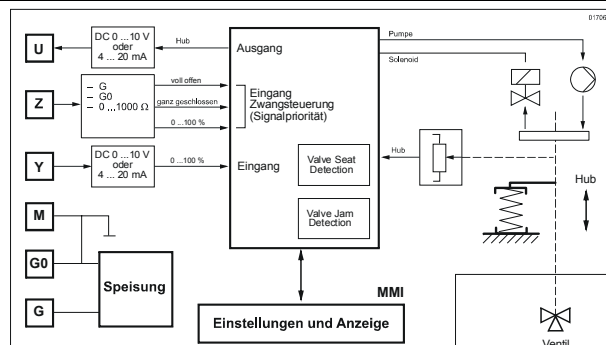 01706
U
DC 0 ...10 V
oder
4 ... 20 mA
Hub
Ausgang
Pumpe
Solenoid
Z
– G
– G0
– 0 ...1000 Ω
voll offen
ganz geschlossen
0 ...100 %
Eingang
Zwangsteuerung
(Signalpriorität)
Y
DC 0 ...10 V
oder
4 ... 20 mA
0 ...100 %
Eingang
Valve Seat
Detection
Valve Jam
Detection
Hub
Hub
M
G0
G
Speisung
MMI
Einstellungen und Anzeige
Ventil